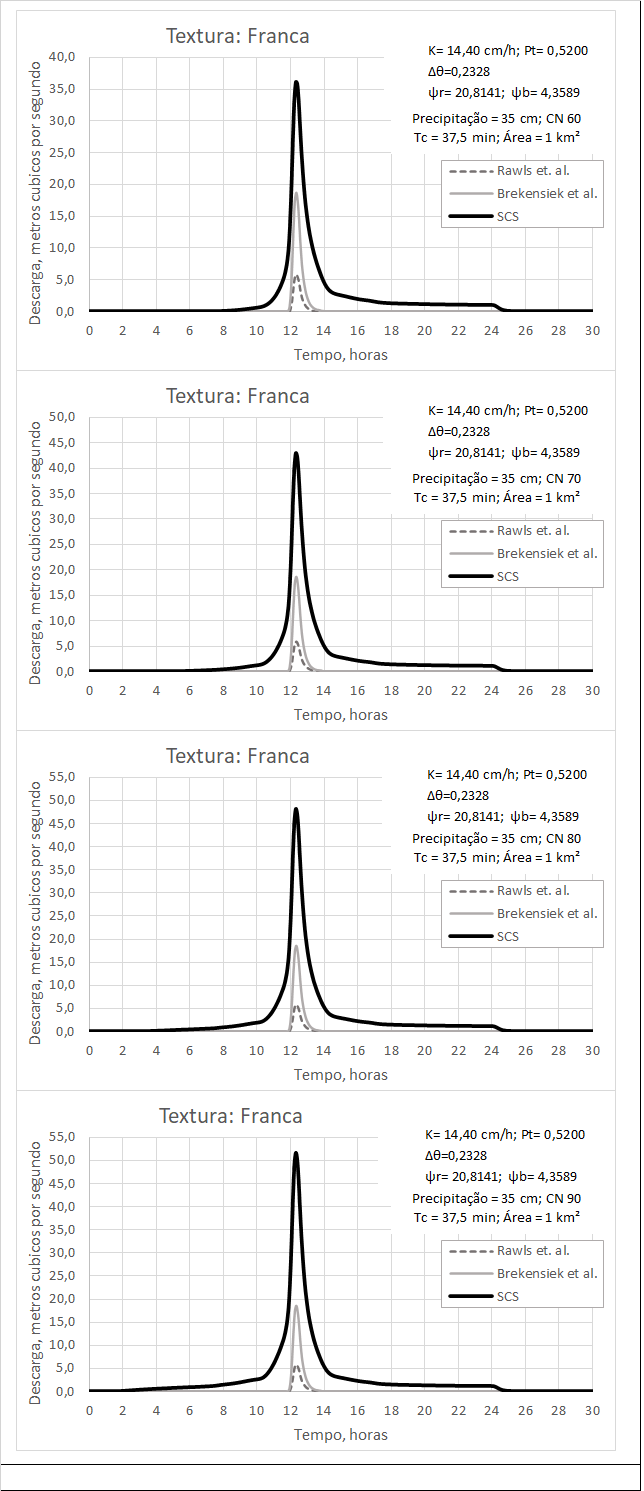 Textura: Franca
K= 14,40 cm/h; Pt= 0,5200
Δθ=0,2328
ψr= 20,8141; ψb= 4,3589
Precipitação = 35 cm; CN 60
Tc = 37,5 min; Área = 1 km²
Rawls et. al.
Brekensiek et al.
SCS
Descarga, metros cubicos por segundo
40,0
35,0
30,0
25,0
20,0
15,0
10,0
5,0
0,0
0 2 4 6 8 10 12 14 16 18 20 22 24 26 28 30
Tempo, horas
Textura: Franca
K= 14,40 cm/h; Pt= 0,5200
Δθ=0,2328
ψr= 20,8141; ψb= 4,3589
Precipitação = 35 cm; CN 70
Tc = 37,5 min; Área = 1 km²
Rawls et. al.
Brekensiek et al.
SCS
Descarga, metros cubicos por segundo
50,0
45,0
40,0
35,0
30,0
25,0
20,0
15,0
10,0
5,0
0,0
0 2 4 6 8 10 12 14 16 18 20 22 24 26 28 30
Tempo, horas
Textura: Franca
K= 14,40 cm/h; Pt= 0,5200
Δθ=0,2328
ψr= 20,8141; ψb= 4,3589
Precipitação = 35 cm; CN 80
Tc = 37,5 min; Área = 1 km²
Rawls et. al.
Brekensiek et al.
SCS
Descarga, metros cubicos por segundo
55,0
50,0
45,0
40,0
35,0
30,0
25,0
20,0
15,0
10,0
5,0
0,0
0 2 4 6 8 10 12 14 16 18 20 22 24 26 28 30
Tempo, horas
Textura: Franca
K= 14,40 cm/h; Pt= 0,5200
Δθ=0,2328
ψr= 20,8141; ψb= 4,3589
Precipitação = 35 cm; CN 90
Tc = 37,5 min; Área = 1 km²
Rawls et. al.
Brekensiek et al.
SCS
Descarga, metros cubicos por segundo
55,0
50,0
45,0
40,0
35,0
30,0
25,0
20,0
15,0
10,0
5,0
0,0
0 2 4 6 8 10 12 14 16 18 20 22 24 26 28 30
Tempo, horas